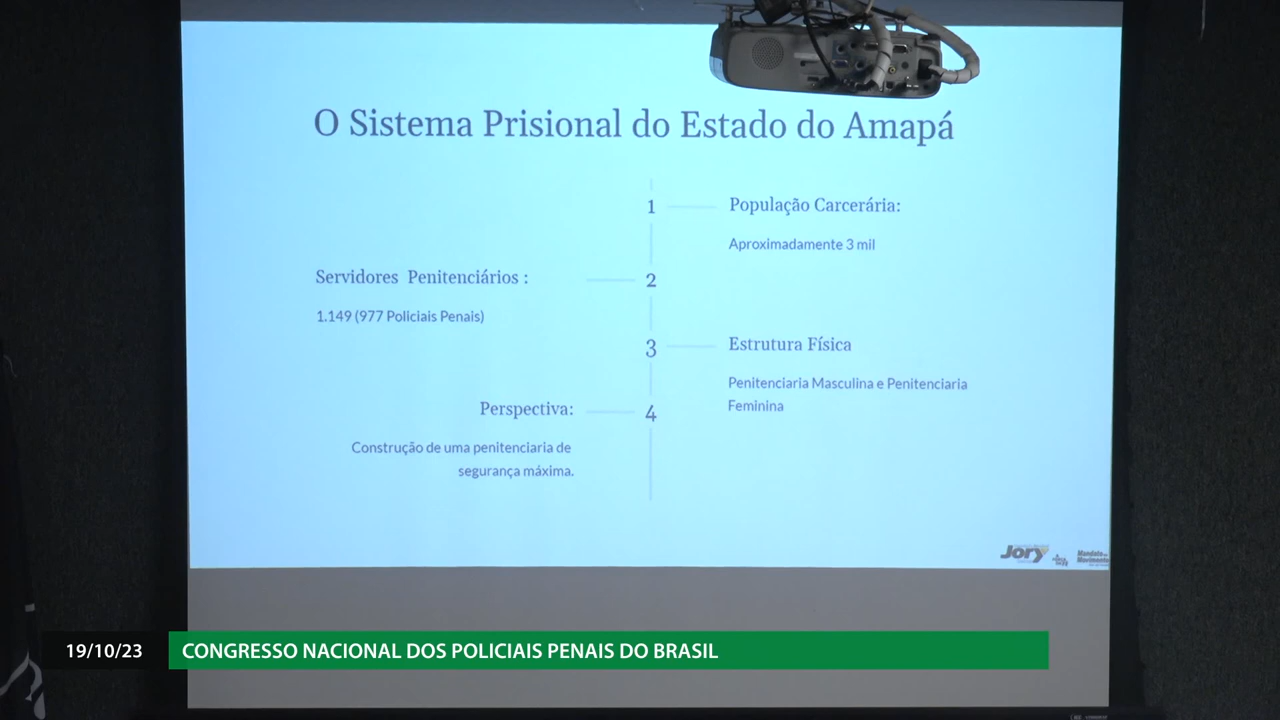 O Sistema Prisional do Estado do Amapá
1
População Carcerária:
Aproximadamente 3 mil
Servidores Penitenciários :
2
1.149 (977 Policiais Penais)
3
Estrutura Física
Penitenciaria Masculina e Penitenciaria
Feminina
Perspectiva:
4
Construção de uma penitenciaria de
segurança máxima.
Jory
Mandato
Movimento
19/10/23
CONGRESSO NACIONAL DOS POLICIAIS PENAIS DO BRASIL